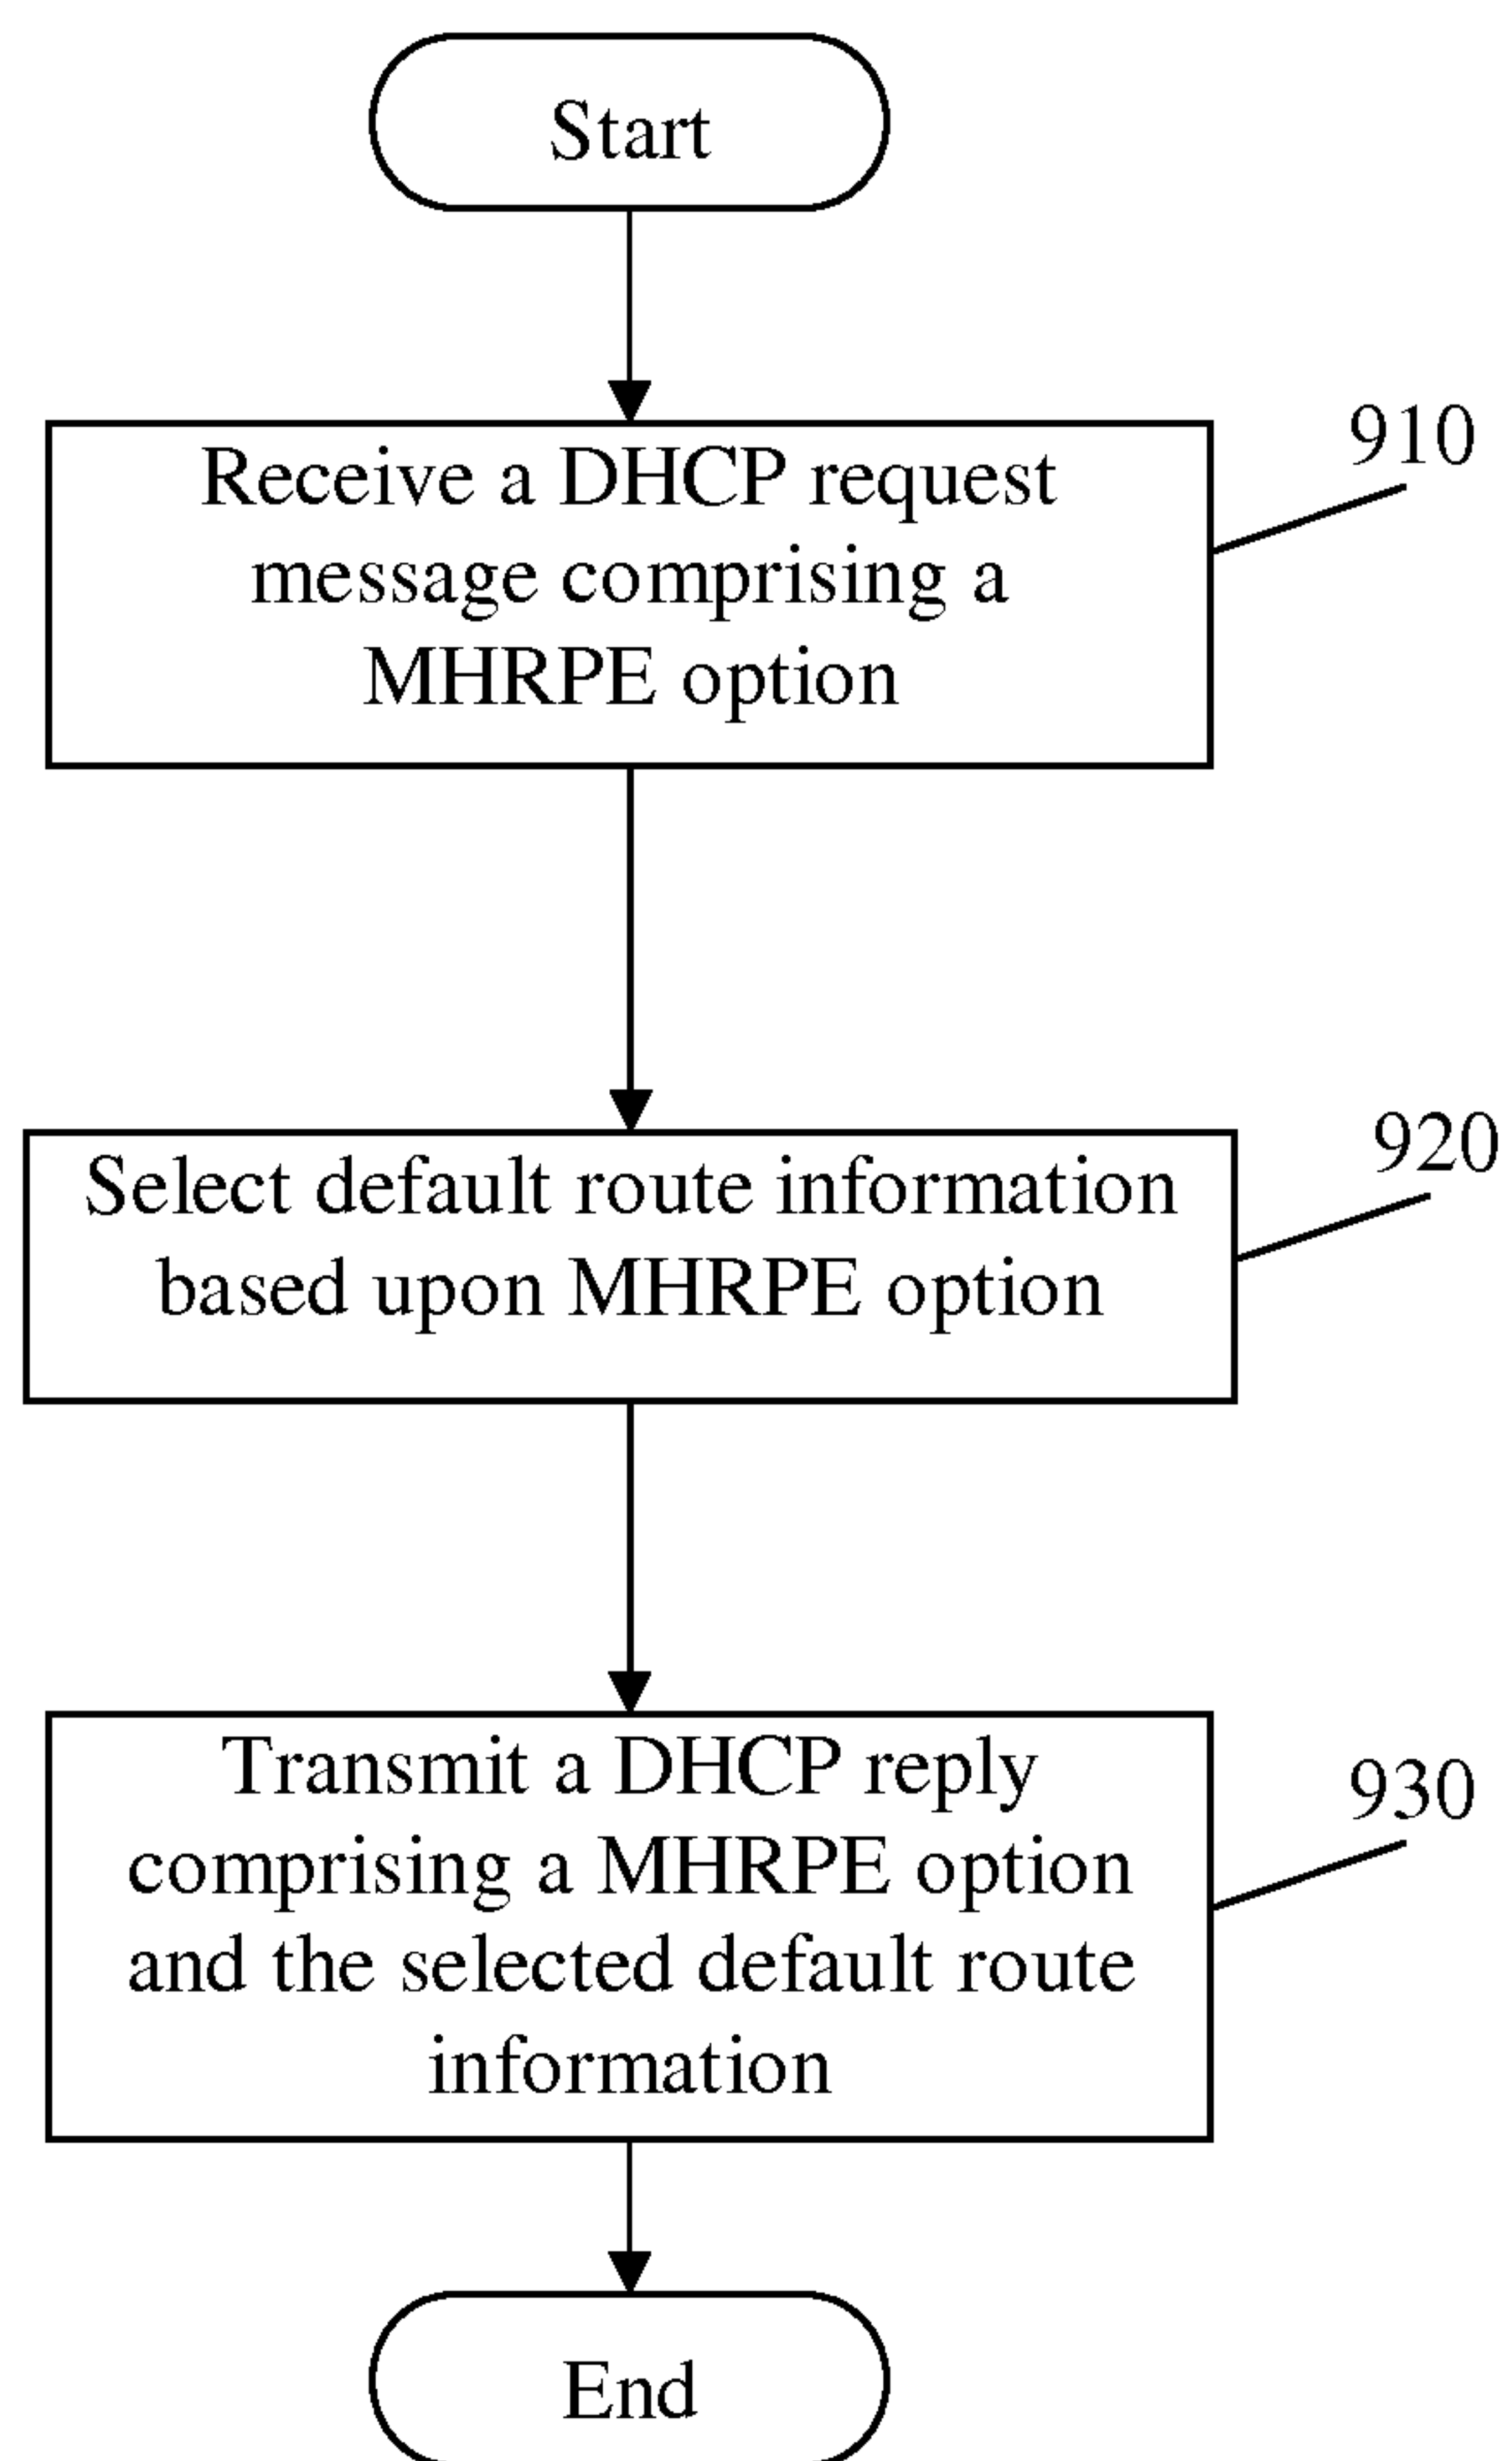 Start
910
Receive a DHCP request
message comprising a
MHRPE option
920
Select default route information
based upon MHRPE option
930
Transmit a DHCP reply
comprising a MHRPE option
and the selected default route
information
End